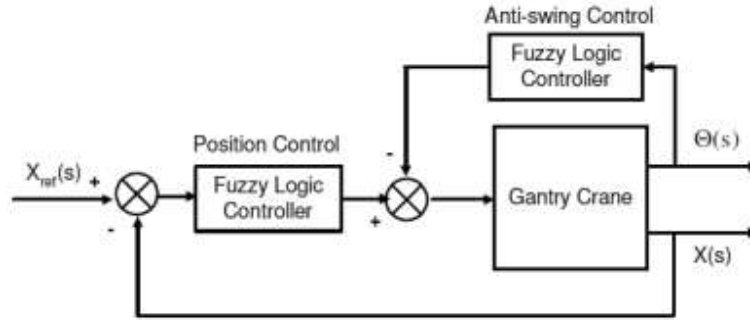 Anti-swing Control
Fuzzy Logic
Controller
Position Control
Θ(s)
X_ref(s)
+
-
Fuzzy Logic
Controller
+
-
Gantry Crane
X(s)